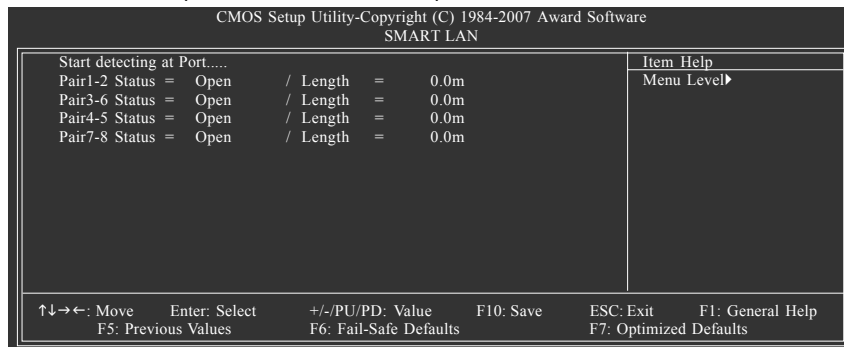 CMOS Setup Utility-Copyright (C) 1984-2007 Award Software
SMART LAN
Start detecting at Port.....
Pair1-2 Status = Open / Length = 0.0m
Pair3-6 Status = Open / Length = 0.0m
Pair4-5 Status = Open / Length = 0.0m
Pair7-8 Status = Open / Length = 0.0m
Item Help
Menu Level▶
↑↓→←: Move Enter: Select +/-/PU/PD: Value F10: Save ESC: Exit F1: General Help
F5: Previous Values F6: Fail-Safe Defaults F7: Optimized Defaults